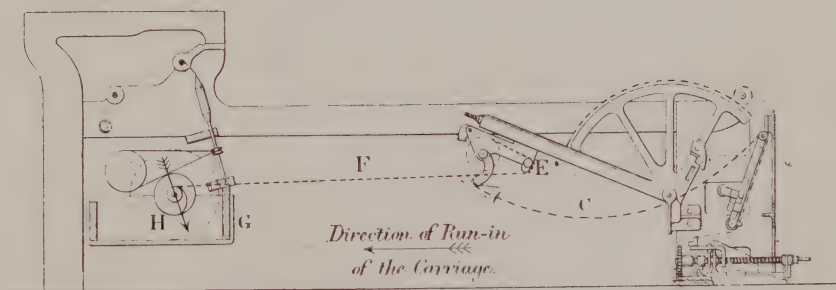 F
E
C
H
G
Direction of Run-in
of the Carriage.